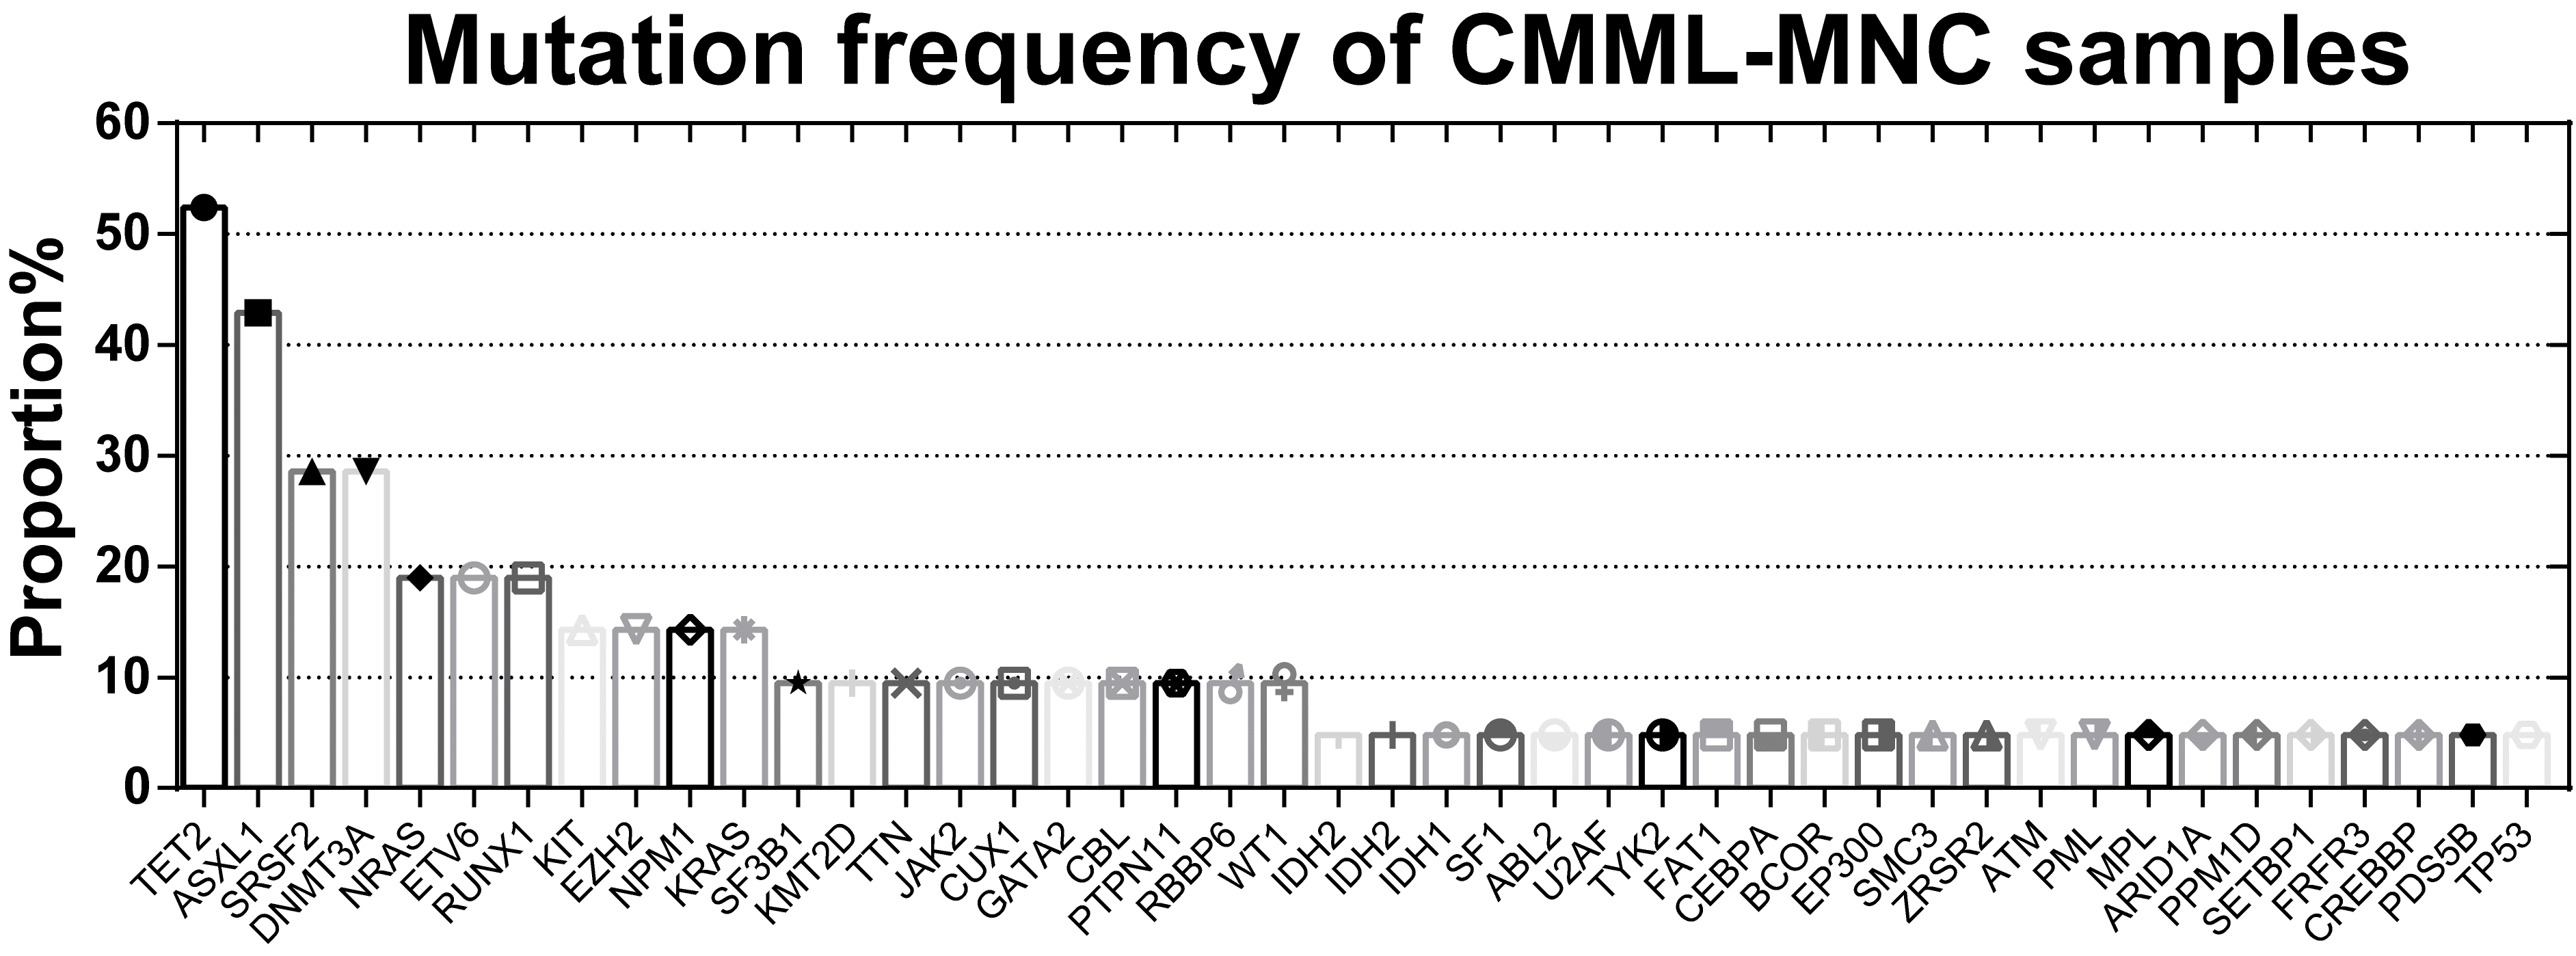 Mutation frequency of CMML-MNC samples
Proportion%
60
50
40
30
20
10
0
TET2
ASXL1
SRSF2
DNMT3A
NRAS
ETV6
RUNX1
KIT
EZH2
NPM1
KRAS
SF3B1
KMT2D
TTN
JAK2
CUX1
GATA2
CBL
PTPN11
RBBP6
WT1
IDH2
IDH2
IDH1
SF1
ABL2
U2AF
TYK2
FAT1
CEBPA
BCOR
EP300
SMC3
ZRSR2
ATM
PML
MPL
ARID1A
PPM1D
SETBP1
FRFR3
CREBBP
PDS5B
TP53